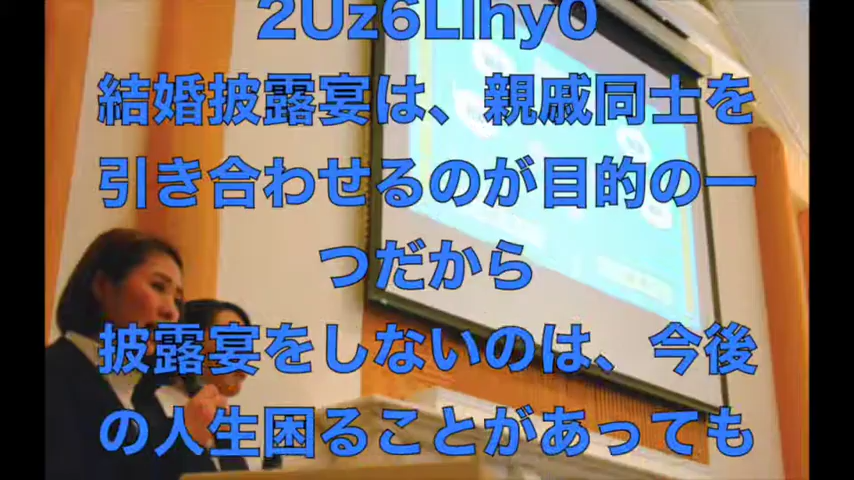 2Uz6Llhy0
結婚披露宴は、親戚同士を
引き合わせるのが目的の一
つだから
披露宴をしないのは、今後
の人生困ることがあっても